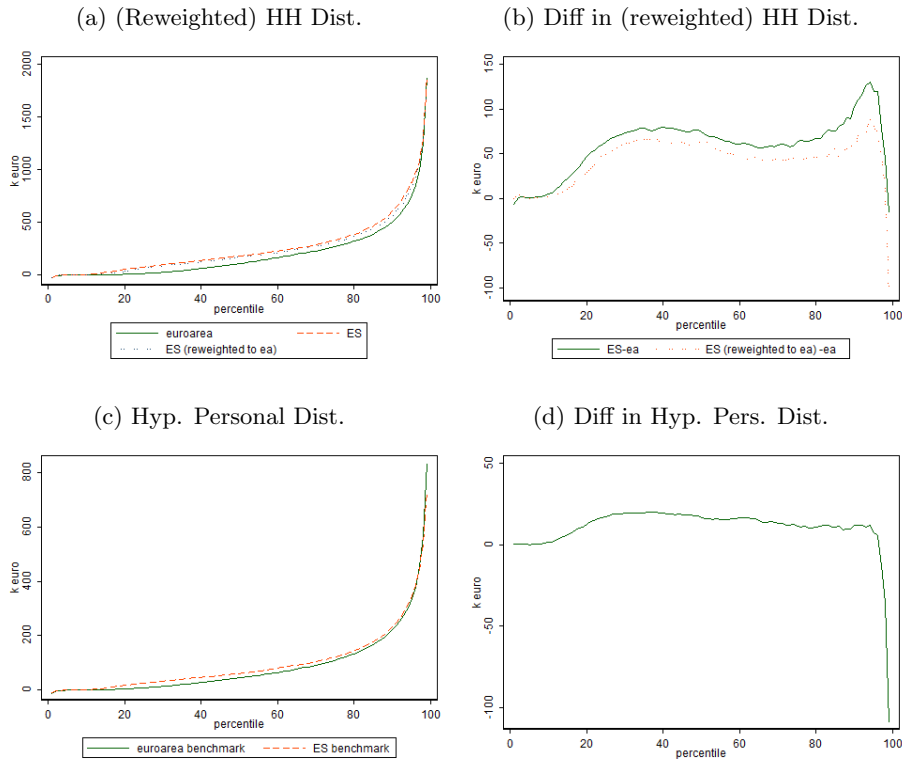 (a) (Reweighted) HH Dist.
k euro
2000
1500
1000
500
0
0 20 40 60 80 100
percentile
euroarea ES
ES (reweighted to ea)
(b) Diff in (reweighted) HH Dist.
k euro
150
100
50
0
-50
-100
0 20 40 60 80 100
percentile
ES-ea ES (reweighted to ea) -ea
(c) Hyp. Personal Dist.
k euro
800
600
400
200
0
0 20 40 60 80 100
percentile
euroarea benchmark ES benchmark
(d) Diff in Hyp. Pers. Dist.
k euro
50
0
-50
-100
0 20 40 60 80 100
percentile